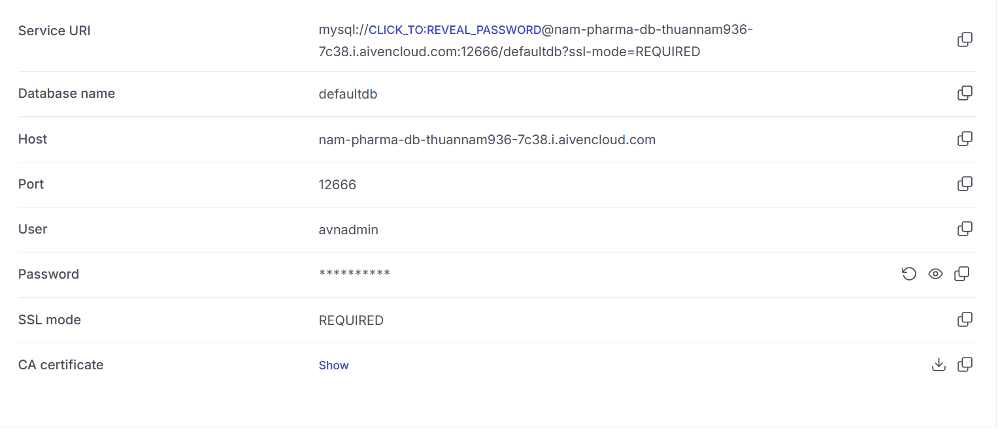 Service URI
mysql://CLICK_TO:REVEAL_PASSWORD@nam-pharma-db-thuannam936-
7c38.i.aivencloud.com:12666/defaultdb?ssl-mode=REQUIRED
Database name
defaultdb
Host
nam-pharma-db-thuannam936-7c38.i.aivencloud.com
Port
12666
User
avnadmin
Password
**********
SSL mode
REQUIRED
CA certificate
Show